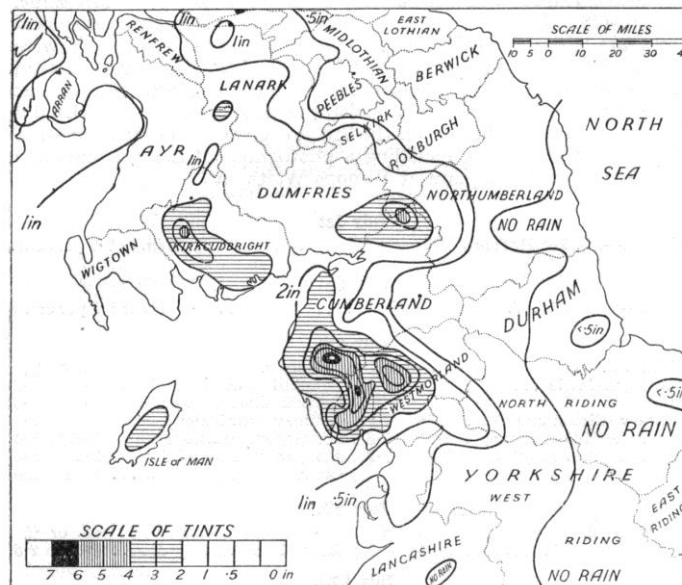 1in
·5in
EAST
LOTHIAN
SCALE OF MILES
10 5 0 10 20 30 40
RENFREW
1in
MIDLOTHIAN
BERWICK
ARRAN
LANARK
PEEBLES
SELKIRK
ROXBURGH
NORTH
SEA
AYR
1in
DUMFRIES
NORTHUMBERLAND
NO RAIN
1in
WIGTOWN
KIRKCUDBRIGHT
2in
CUMBERLAND
DURHAM
<·5in
WESTMORLAND
<·5in
NORTH RIDING
NO RAIN
ISLE of MAN
YORKSHIRE
1in ·5in
WEST
EAST
RIDING
SCALE OF TINTS
7 6 5 4 3 2 1 ·5 0 in
LANCASHIRE
NO RAIN
RIDING
NO RAIN